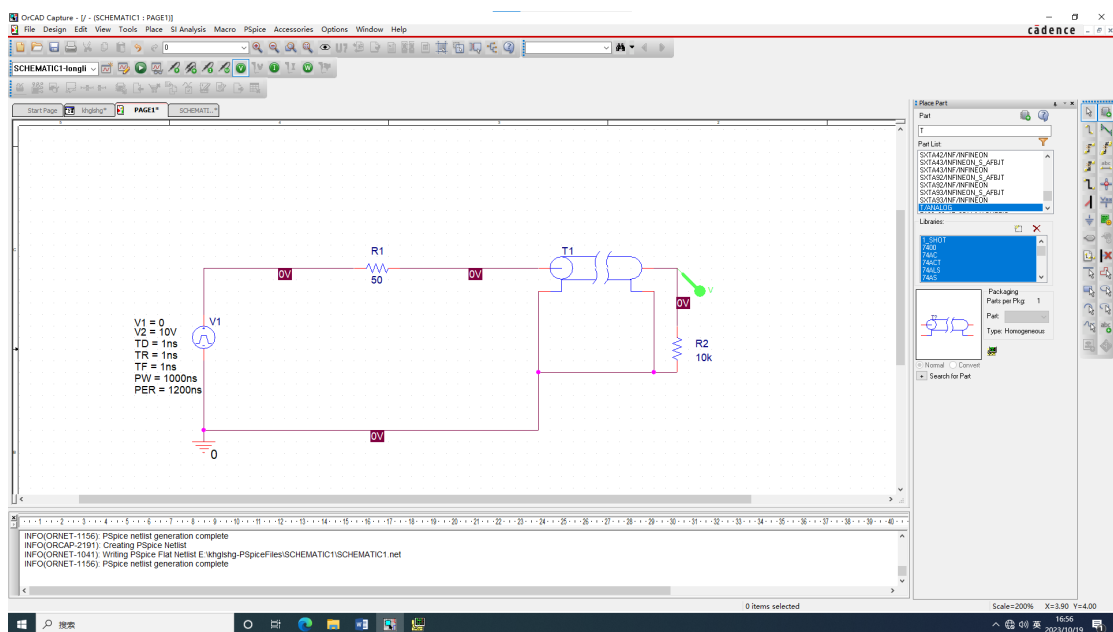 OrCAD Capture - [/ - (SCHEMATIC1 : PAGE1)]
File Design Edit View Tools Place SI Analysis Macro PSpice Accessories Options Window Help
cādence
0
SCHEMATIC1-longli
Start Page
khglshg*
PAGE1*
SCHEMATI...*
R1
50
0V
0V
T1
V
0V
R2
10k
V1
V1 = 0
V2 = 10V
TD = 1ns
TR = 1ns
TF = 1ns
PW = 1000ns
PER = 1200ns
0V
0
Place Part
Part
T
Part List:
SXTA42/INF/INFINEON
SXTA43/INFINEON_S_AFBJT
SXTA43/INF/INFINEON
SXTA92/INFINEON_S_AFBJT
SXTA92/INF/INFINEON
SXTA93/INFINEON_S_AFBJT
SXTA93/INF/INFINEON
T/ANALOG
Libraries:
1_SHOT
7400
74AC
74ACT
74ALS
74AS
Packaging
Parts per Pkg: 1
Part:
Type: Homogeneous
Normal Convert
Search for Part
INFO(ORNET-1156): PSpice netlist generation complete
INFO(ORCAP-2191): Creating PSpice Netlist
INFO(ORNET-1041): Writing PSpice Flat Netlist E:\khglshg-PSpiceFiles\SCHEMATIC1\SCHEMATIC1.net
INFO(ORNET-1156): PSpice netlist generation complete
0 items selected
Scale=200% X=3.90 Y=4.00
搜索
英
16:56
2023/10/19